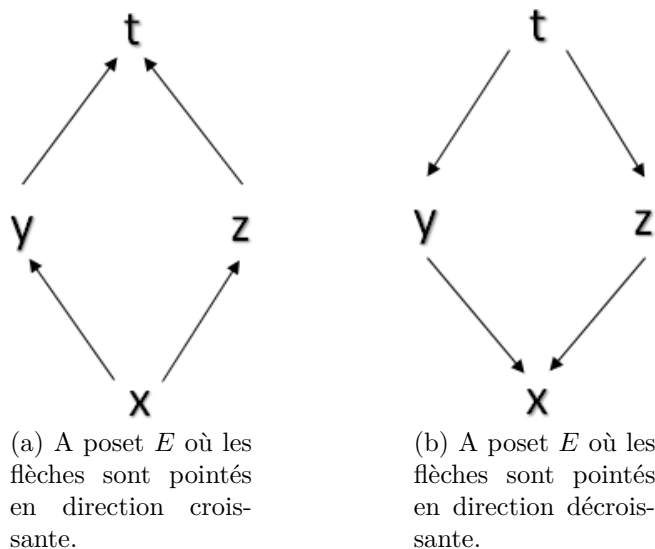 t
y
z
x
(a) A poset E où les
flèches sont pointés
en direction crois-
sante.
t
y
z
x
(b) A poset E où les
flèches sont pointés
en direction décrois-
sante.